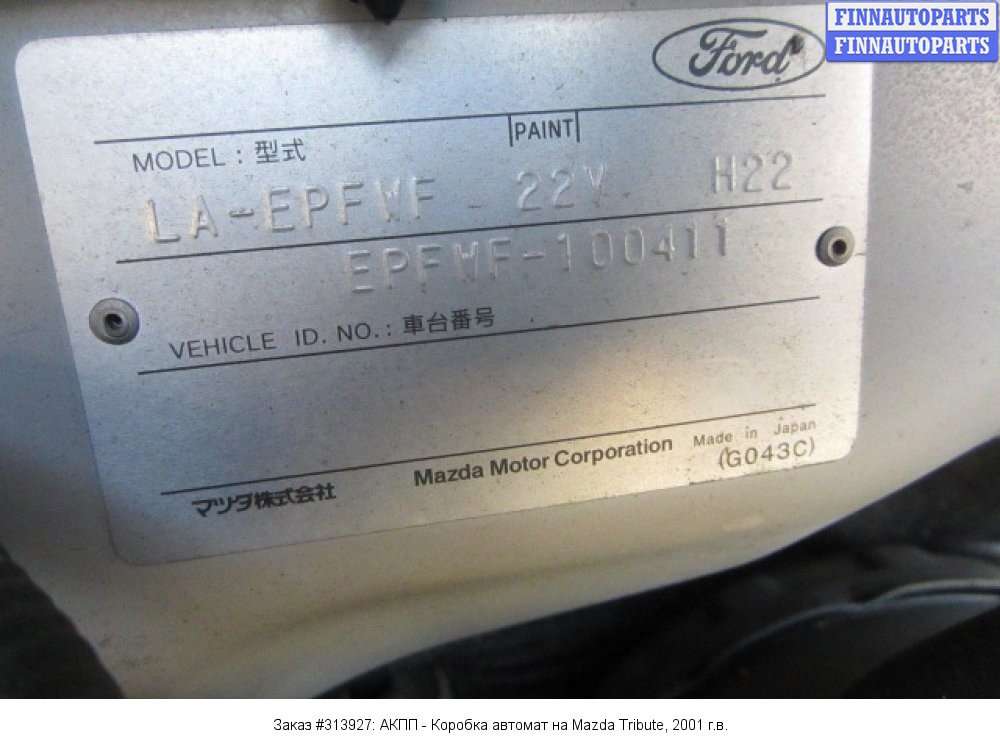 FINNAUTOPARTS
FINNAUTOPARTS
Ford
MODEL : 型式 PAINT
LA-EPFWF 22V H22
EPFWF-100411
VEHICLE ID. NO. : 車台番号
マツダ株式会社 Mazda Motor Corporation Made in Japan
(G043C)
Заказ #313927: АКПП - Коробка автомат на Mazda Tribute, 2001 г.в.